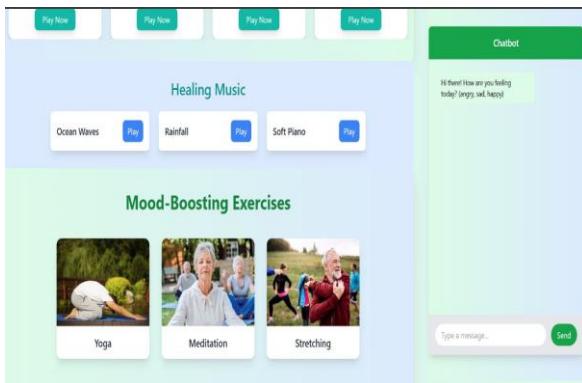 Play Now
Play Now
Play Now
Play Now
Healing Music
Ocean Waves
Play
Rainfall
Play
Soft Piano
Play
Mood-Boosting Exercises
Yoga
Meditation
Stretching
Chatbot
Hi there! How are you feeling
today? (angry, sad, happy)
Type a message...
Send